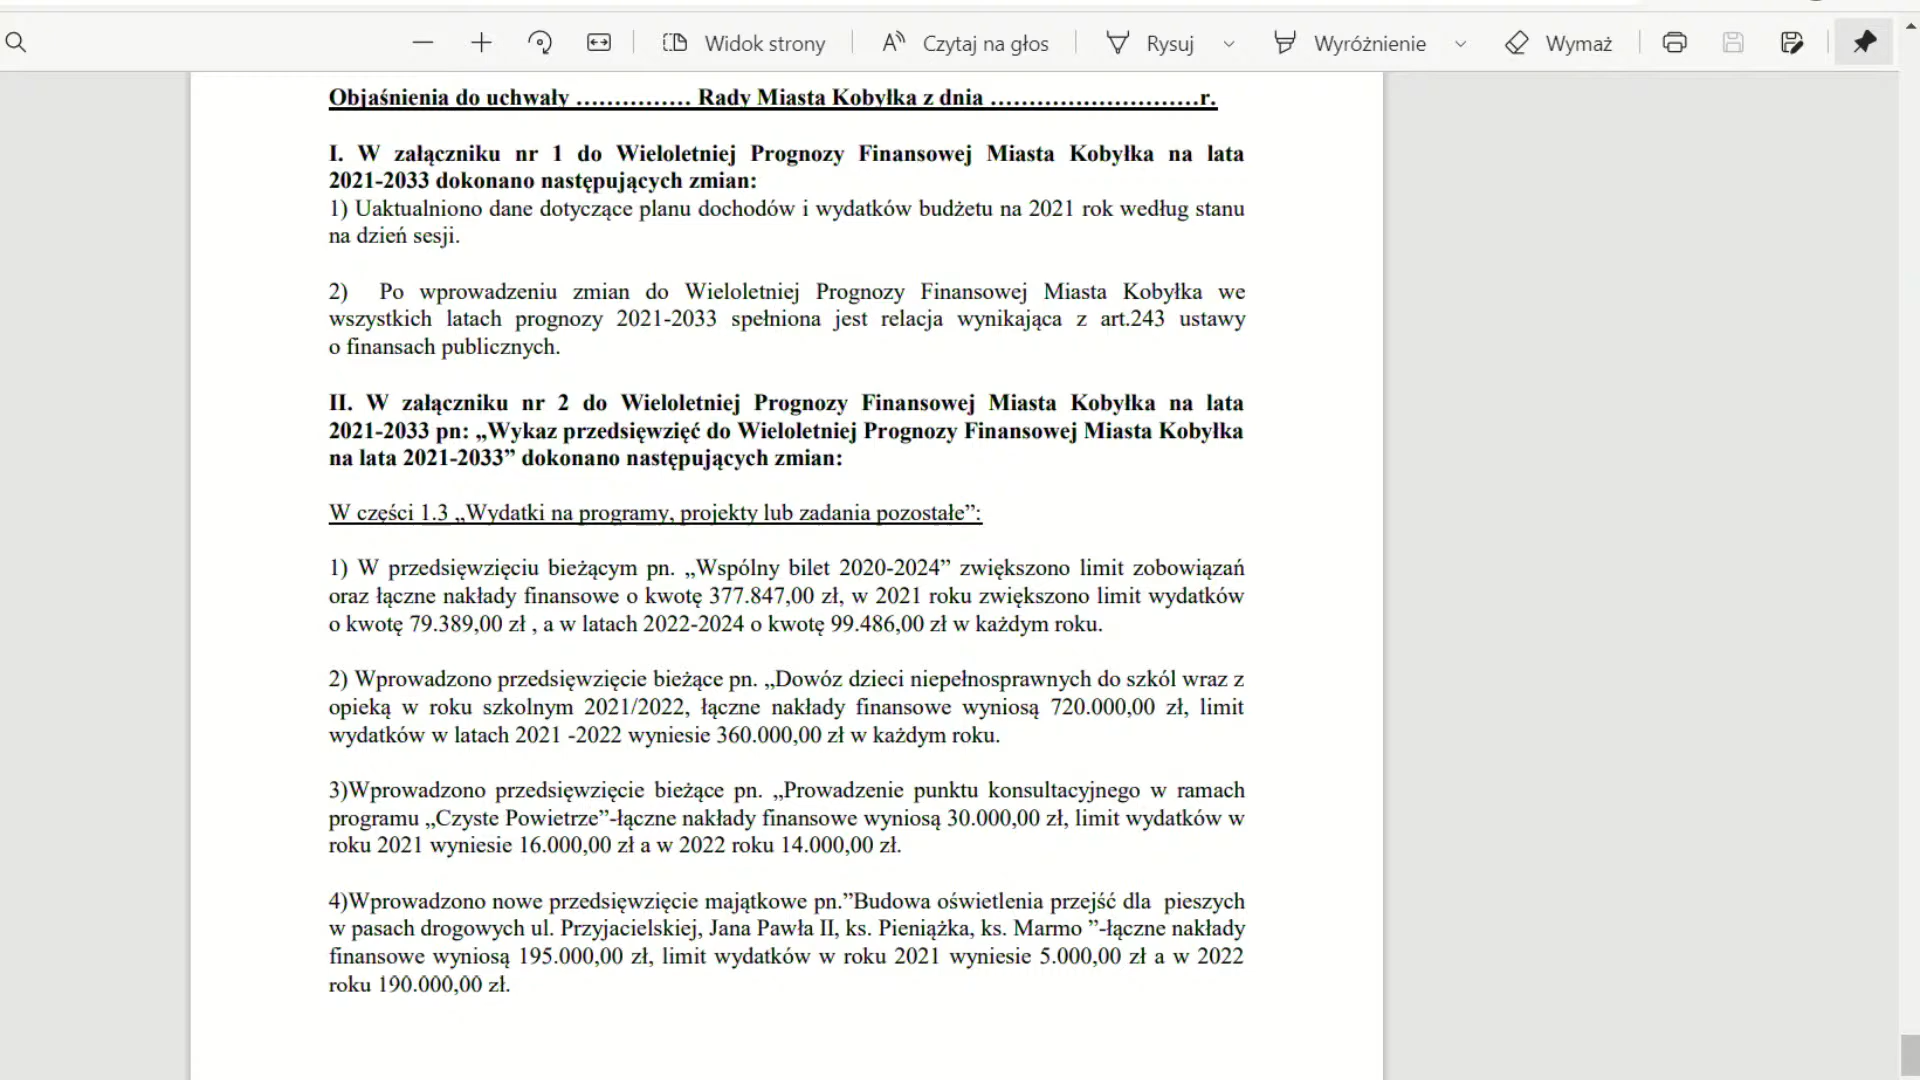 Widok strony
Czytaj na głos
Rysuj
Wyróżnienie
Wymaż
Objaśnienia do uchwały …………… Rady Miasta Kobyłka z dnia ………………………r.
I. W załączniku nr 1 do Wieloletniej Prognozy Finansowej Miasta Kobyłka na lata
2021-2033 dokonano następujących zmian:
1) Uaktualniono dane dotyczące planu dochodów i wydatków budżetu na 2021 rok według stanu
na dzień sesji.
2) Po wprowadzeniu zmian do Wieloletniej Prognozy Finansowej Miasta Kobyłka we
wszystkich latach prognozy 2021-2033 spełniona jest relacja wynikająca z art.243 ustawy
o finansach publicznych.
II. W załączniku nr 2 do Wieloletniej Prognozy Finansowej Miasta Kobyłka na lata
2021-2033 pn: „Wykaz przedsięwzięć do Wieloletniej Prognozy Finansowej Miasta Kobyłka
na lata 2021-2033” dokonano następujących zmian:
W części 1.3 „Wydatki na programy, projekty lub zadania pozostałe”:
1) W przedsięwzięciu bieżącym pn. „Wspólny bilet 2020-2024” zwiększono limit zobowiązań
oraz łączne nakłady finansowe o kwotę 377.847,00 zł, w 2021 roku zwiększono limit wydatków
o kwotę 79.389,00 zł , a w latach 2022-2024 o kwotę 99.486,00 zł w każdym roku.
2) Wprowadzono przedsięwzięcie bieżące pn. „Dowóz dzieci niepełnosprawnych do szkól wraz z
opieką w roku szkolnym 2021/2022, łączne nakłady finansowe wyniosą 720.000,00 zł, limit
wydatków w latach 2021 -2022 wyniesie 360.000,00 zł w każdym roku.
3)Wprowadzono przedsięwzięcie bieżące pn. „Prowadzenie punktu konsultacyjnego w ramach
programu „Czyste Powietrze”-łączne nakłady finansowe wyniosą 30.000,00 zł, limit wydatków w
roku 2021 wyniesie 16.000,00 zł a w 2022 roku 14.000,00 zł.
4)Wprowadzono nowe przedsięwzięcie majątkowe pn.”Budowa oświetlenia przejść dla pieszych
w pasach drogowych ul. Przyjacielskiej, Jana Pawła II, ks. Pieniążka, ks. Marmo ”-łączne nakłady
finansowe wyniosą 195.000,00 zł, limit wydatków w roku 2021 wyniesie 5.000,00 zł a w 2022
roku 190.000,00 zł.